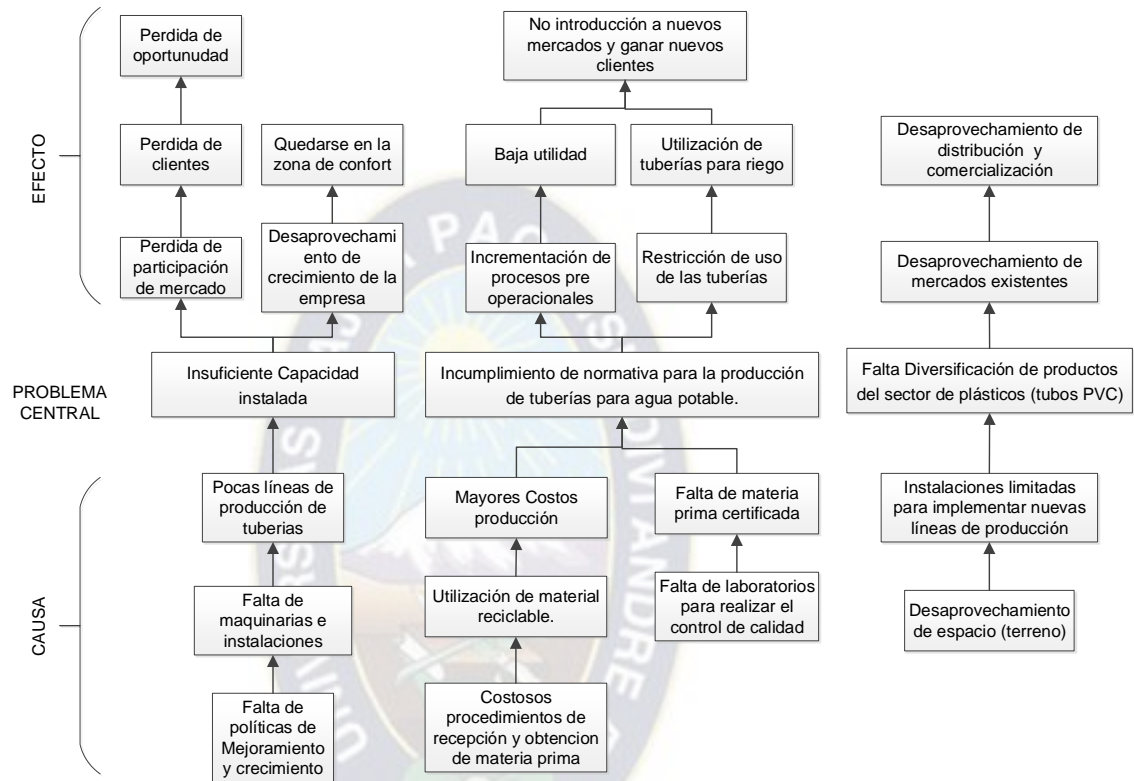 EFECTO
Perdida de
oportunudad
Perdida de
clientes
Perdida de
participación
de mercado
Quedarse en la
zona de confort
Desaprovechami
ento de
crecimiento de la
empresa
No introducción a nuevos
mercados y ganar nuevos
clientes
Baja utilidad
Utilización de
tuberías para riego
Incrementación de
procesos pre
operacionales
Restricción de uso
de las tuberías
Desaprovechamiento de
distribución y
comercialización
Desaprovechamiento de
mercados existentes
PROBLEMA
CENTRAL
Insuficiente Capacidad
instalada
Incumplimiento de normativa para la producción
de tuberías para agua potable.
Falta Diversificación de productos
del sector de plásticos (tubos PVC)
CAUSA
Pocas líneas de
producción de
tuberias
Falta de
maquinarias e
instalaciones
Falta de
políticas de
Mejoramiento
y crecimiento
Mayores Costos
producción
Utilización de material
reciclable.
Costosos
procedimientos de
recepción y obtencion
de materia prima
Falta de materia
prima certificada
Falta de laboratorios
para realizar el
control de calidad
Instalaciones limitadas
para implementar nuevas
líneas de producción
Desaprovechamiento
de espacio (terreno)